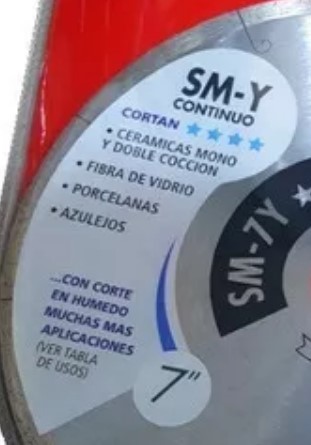 SM-Y
CONTINUO
CORTAN
• CERAMICAS MONO
Y DOBLE COCCION
• FIBRA DE VIDRIO
• PORCELANAS
• AZULEJOS
...CON CORTE
EN HUMEDO
MUCHAS MAS
APLICACIONES
(VER TABLA
DE USOS)
7"
SM-7Y